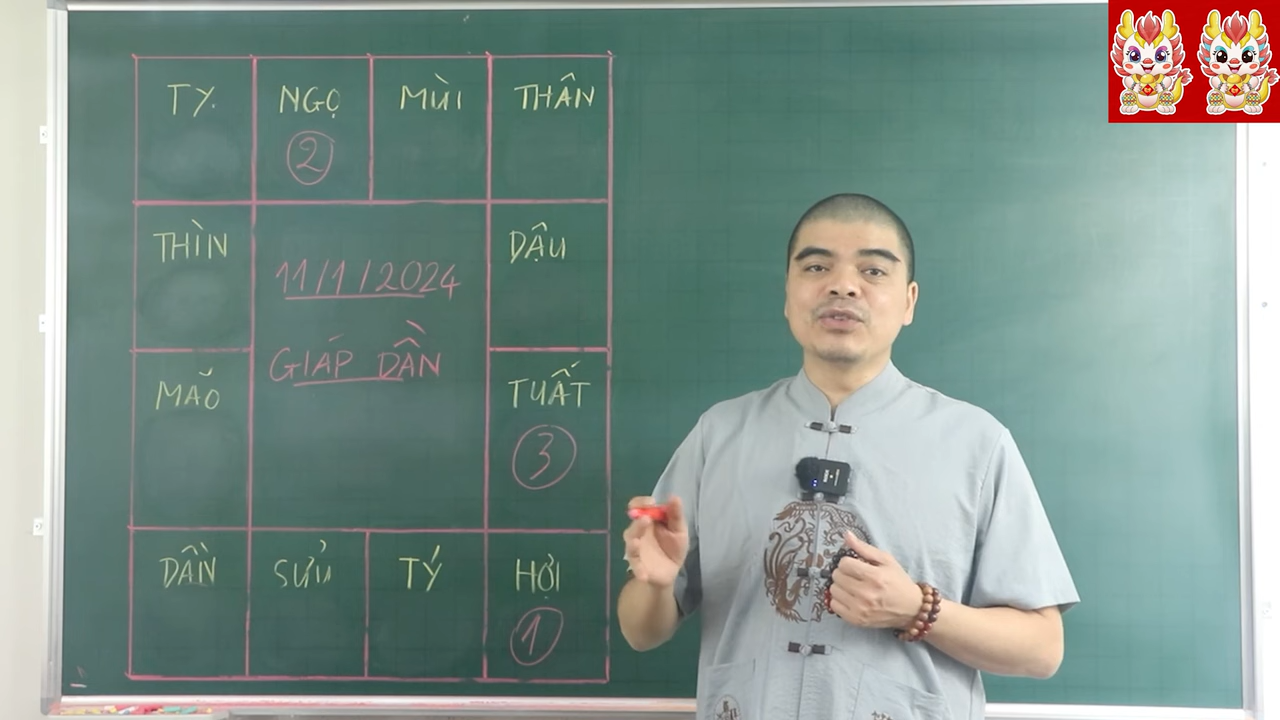 TY.
NGỌ
MÙI
THÂN
2
THÌN
DẬU
11/1/2024
GIÁP DẦN
MÃO
TUẤT
3
DẦN
SỬU
TÝ
HỢI
1